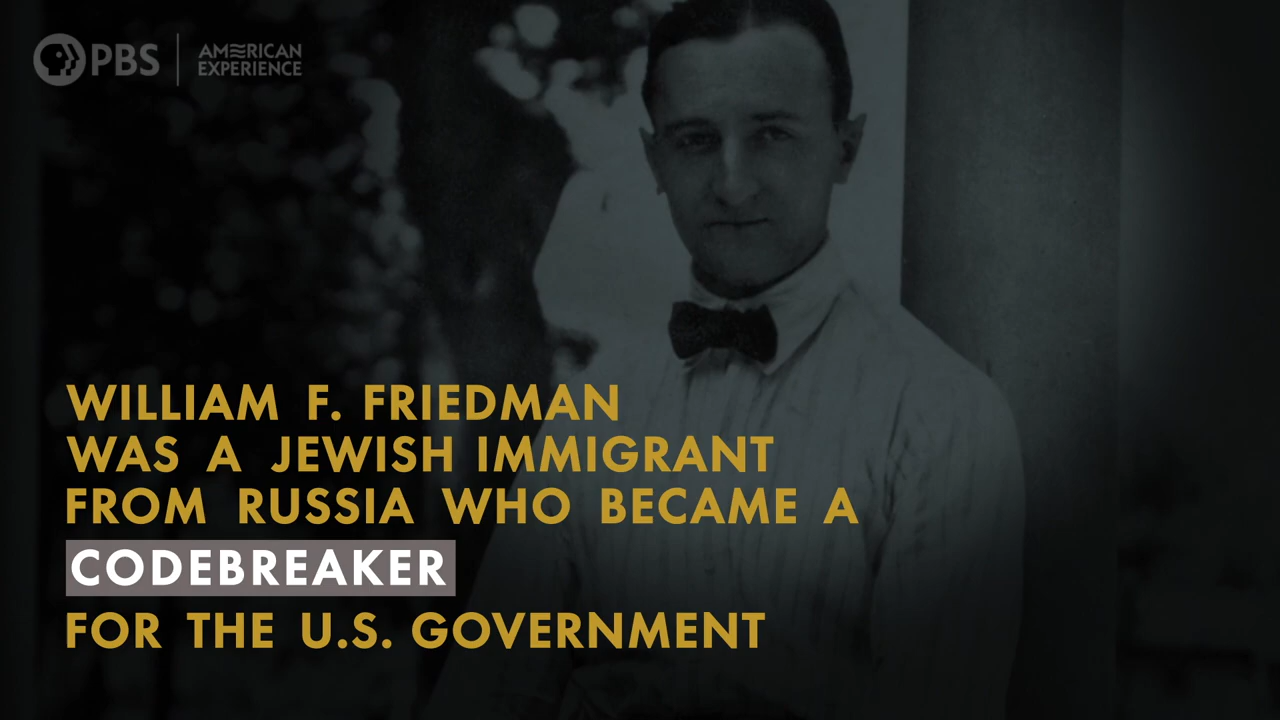 PBS
AMERICAN
EXPERIENCE
WILLIAM F. FRIEDMAN
WAS A JEWISH IMMIGRANT
FROM RUSSIA WHO BECAME A
CODEBREAKER
FOR THE U.S. GOVERNMENT